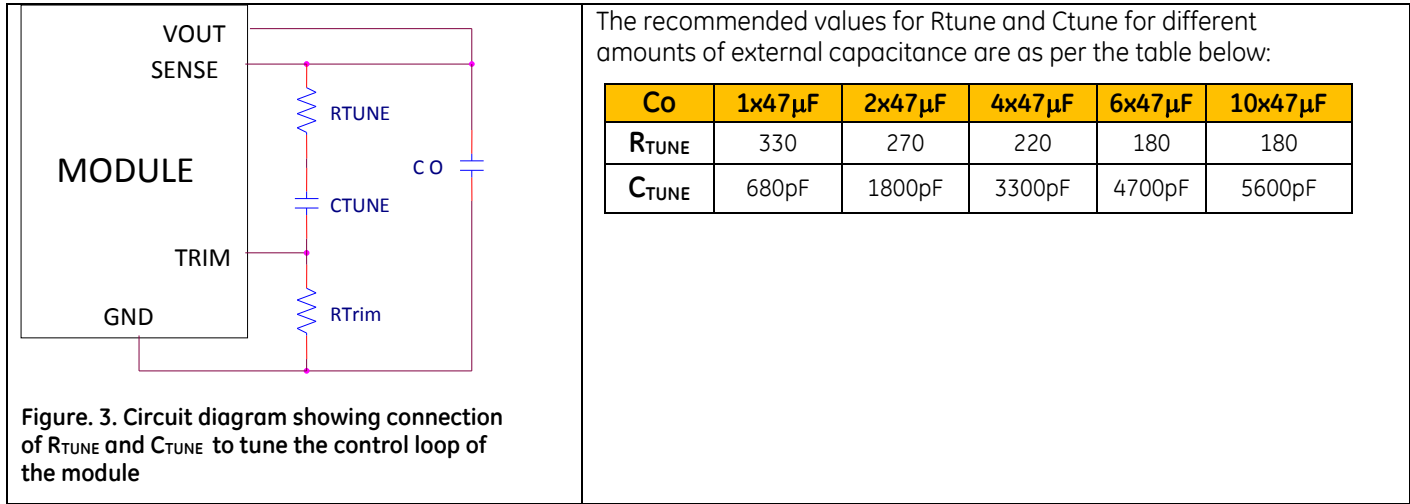 VOUT
SENSE
RTUNE
MODULE
C O
CTUNE
TRIM
GND
RTrim
Figure. 3. Circuit diagram showing connection
of RTUNE and CTUNE to tune the control loop of
the module
The recommended values for Rtune and Ctune for different
amounts of external capacitance are as per the table below:
Co 1x47µF 2x47µF 4x47µF 6x47µF 10x47µF
RTUNE 330 270 220 180 180
CTUNE 680pF 1800pF 3300pF 4700pF 5600pF